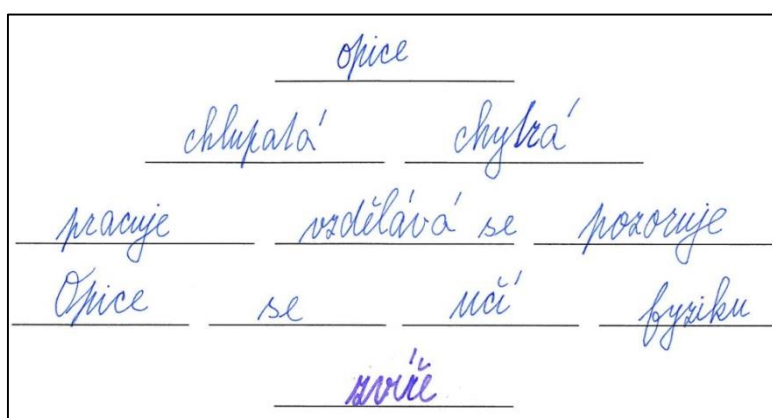 opice
chlupatá chytrá
pracuje vzdělává se pozoruje
Opice se učí fyziku
zvíře